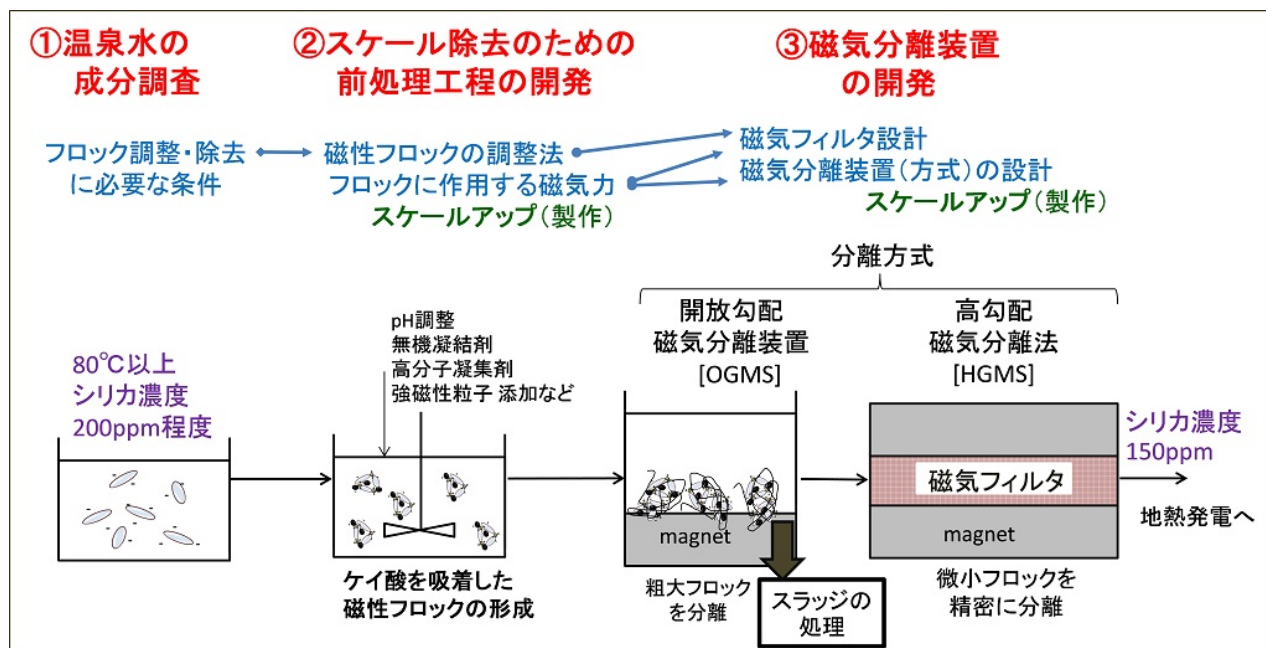 ①温泉水の
成分調査
②スケール除去のための
前処理工程の開発
③磁気分離装置
の開発
フロック調整・除去
に必要な条件
磁性フロックの調整法
フロックに作用する磁気力
スケールアップ(製作)
磁気フィルタ設計
磁気分離装置(方式)の設計
スケールアップ(製作)
分離方式
80℃以上
シリカ濃度
200ppm程度
pH調整
無機凝結剤
高分子凝集剤
強磁性粒子 添加など
ケイ酸を吸着した
磁性フロックの形成
開放勾配
磁気分離装置
[OGMS]
magnet
粗大フロック
を分離
スラッジの
処理
高勾配
磁気分離法
[HGMS]
磁気フィルタ
magnet
微小フロックを
精密に分離
シリカ濃度
150ppm
地熱発電へ